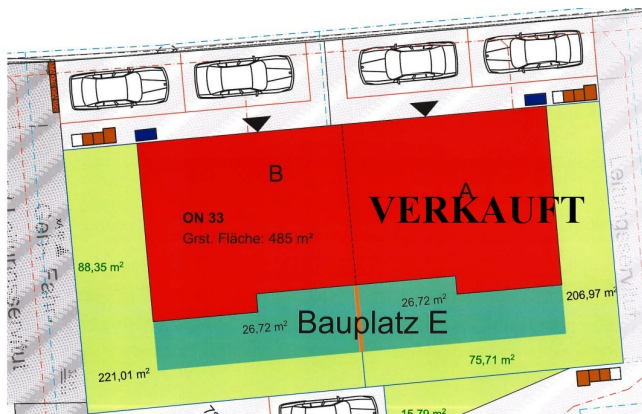 B
A
VERKAUFT
ON 33
Grst. Fläche: 485 m²
88,35 m²
206,97 m²
26,72 m²
26,72 m²
Bauplatz E
75,71 m²
221,01 m²
15,79 m²